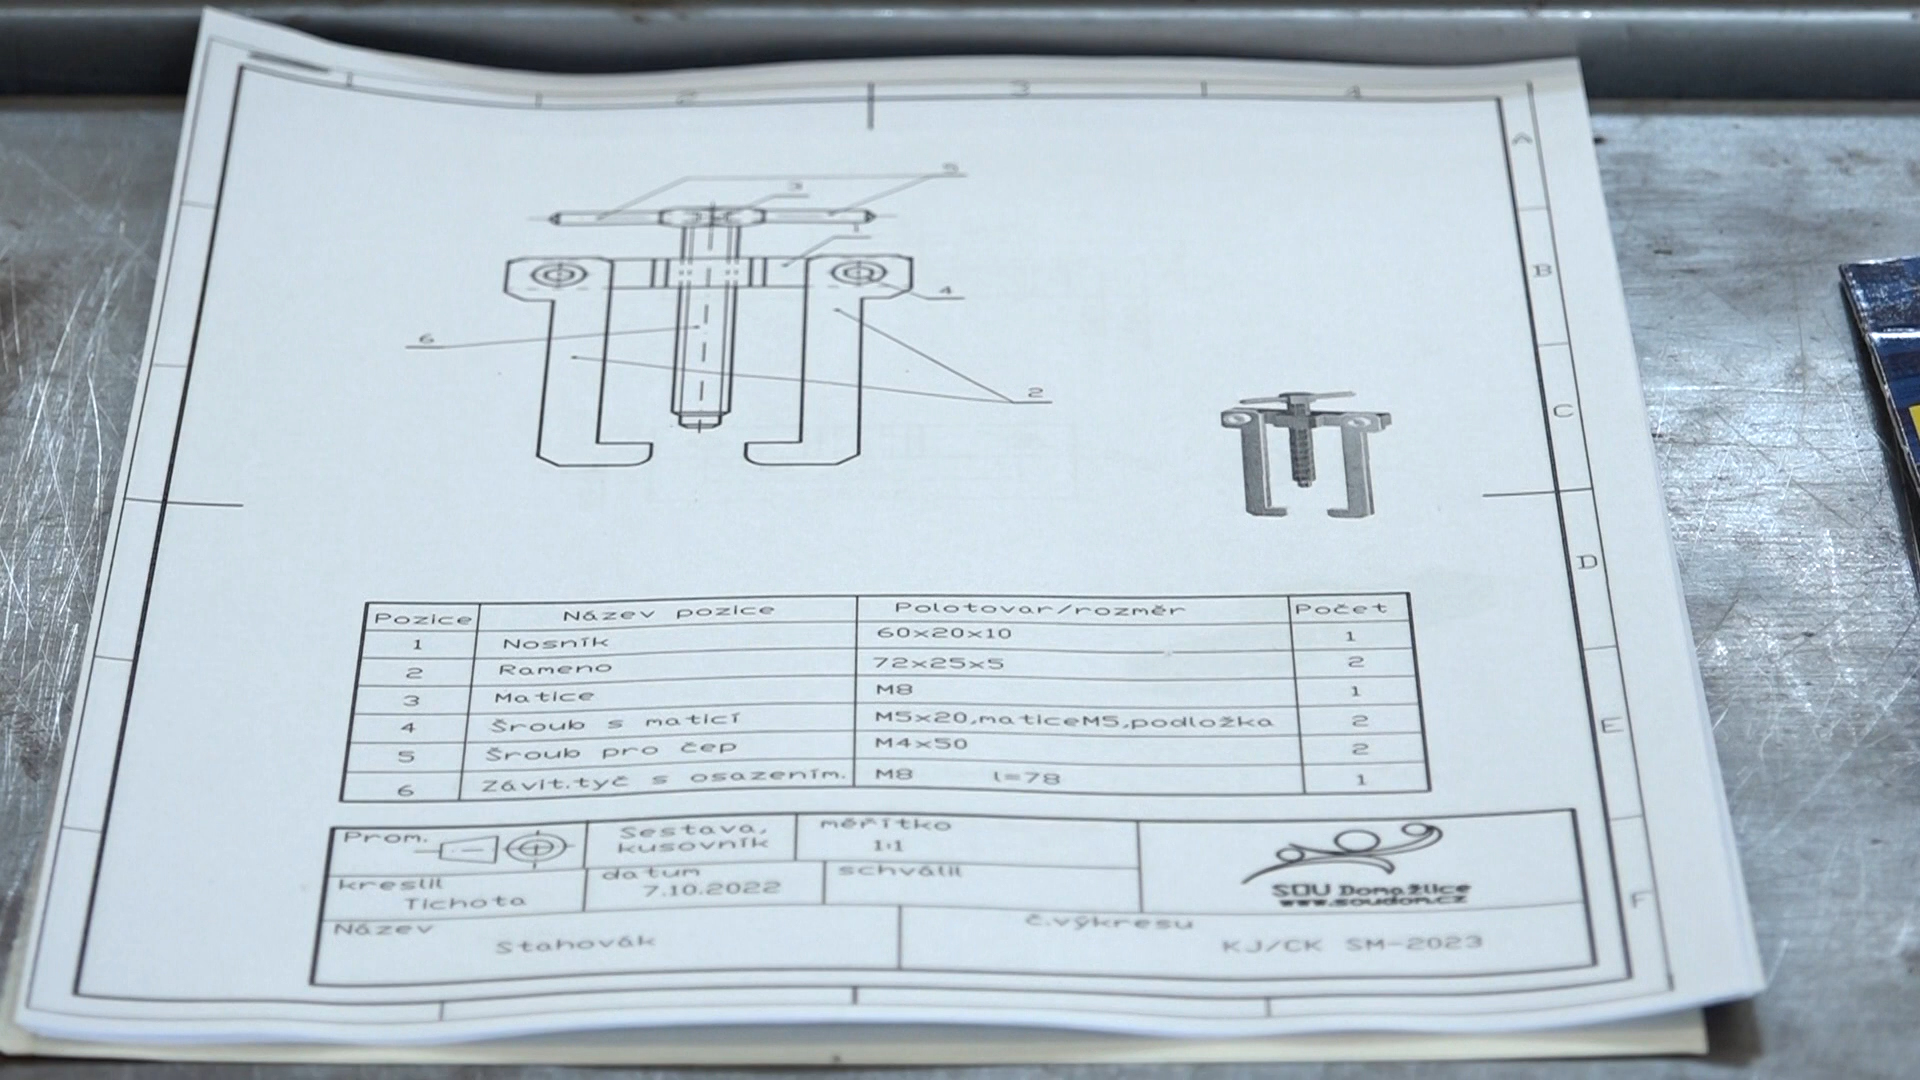 1 2 3 4
A
5
3
1
B
4
6
2
C
D
Pozice Název pozice Polotovar/rozměr Počet
1 Nosník 60x20x10 1
2 Rameno 72x25x5 2
3 Matice M8 1
4 Šroub s maticí M5x20,maticeM5,podložka 2
5 Šroub pro čep M4x50 2
6 Závit.tyč s osazením. M8 l=78 1
E
F
Prom. Sestava, měřítko
kusovník 1:1
kreslil datum schválil
Tichota 7.10.2022
SOU Domažlice
www.soudom.cz
Název č.výkresu
Stahovák KJ/CK SM-2023